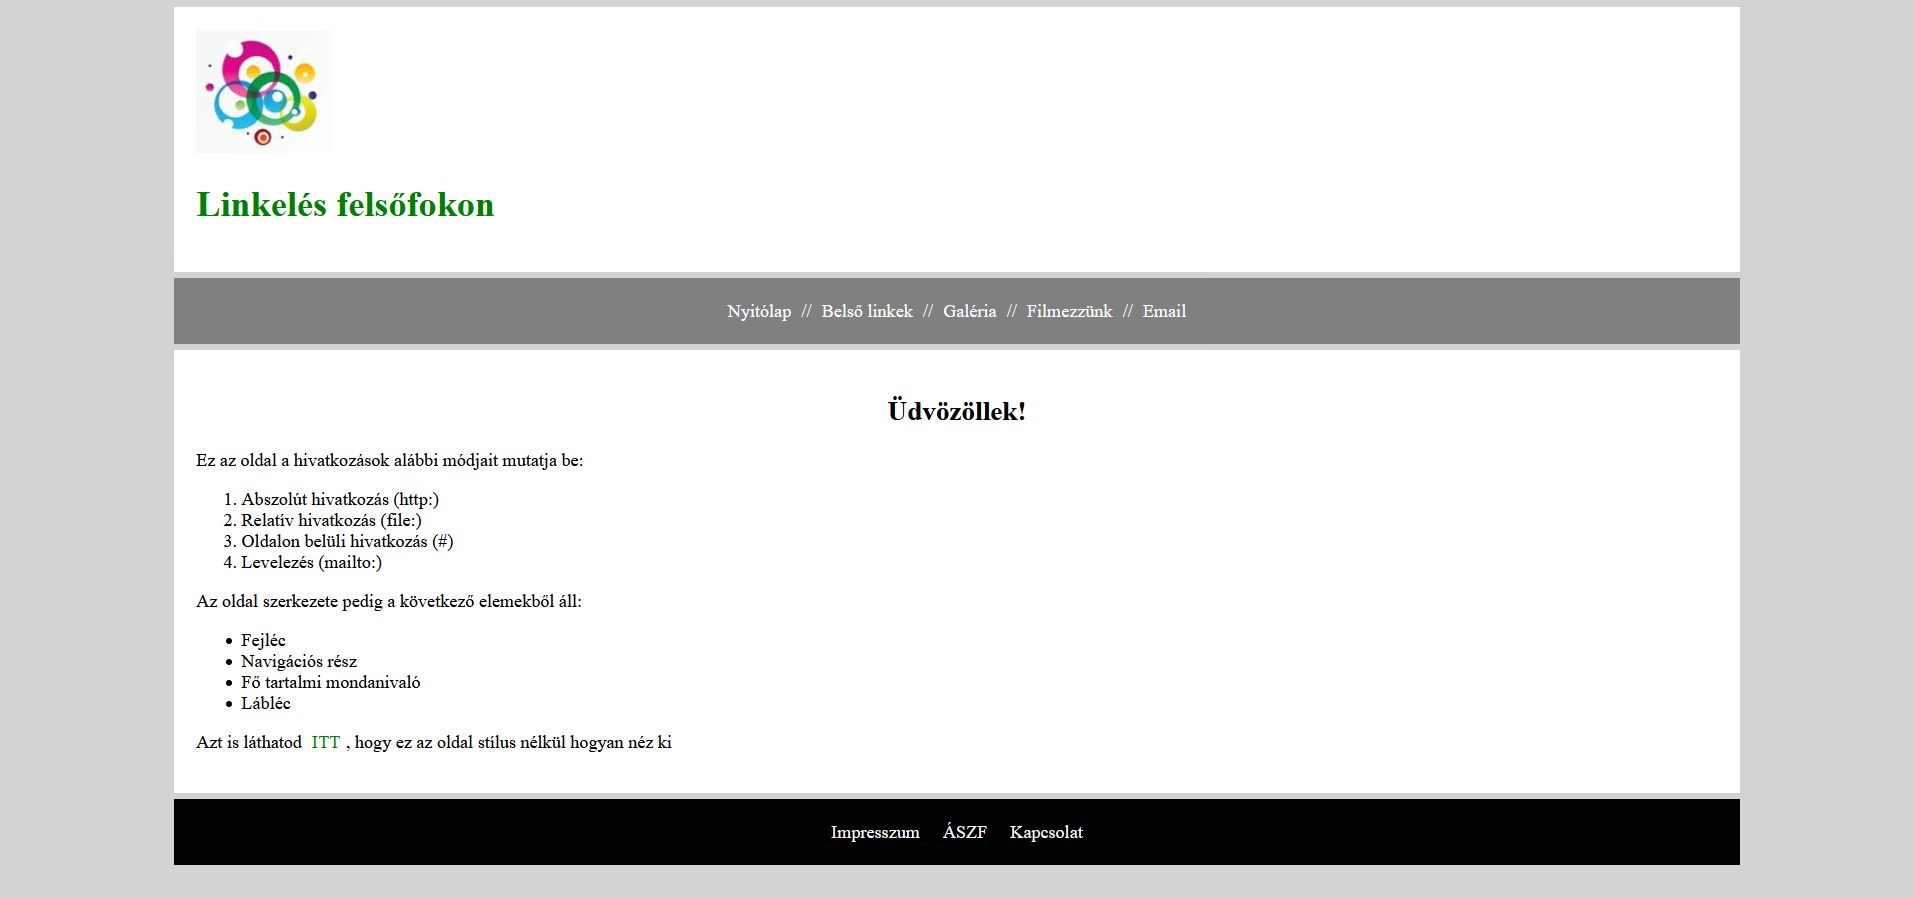 Linkelés felsőfokon
Nyitólap // Belső linkek // Galéria // Filmezzünk // Email
Üdvözöllek!
Ez az oldal a hivatkozások alábbi módjait mutatja be:
1. Abszolút hivatkozás (http:)
2. Relatív hivatkozás (file:)
3. Oldalon belüli hivatkozás (#)
4. Levelezés (mailto:)
Az oldal szerkezete pedig a következő elemekből áll:
• Fejléc
• Navigációs rész
• Fő tartalmi mondanivaló
• Lábléc
Azt is láthatod ITT , hogy ez az oldal stílus nélkül hogyan néz ki
Impresszum ÁSZF Kapcsolat